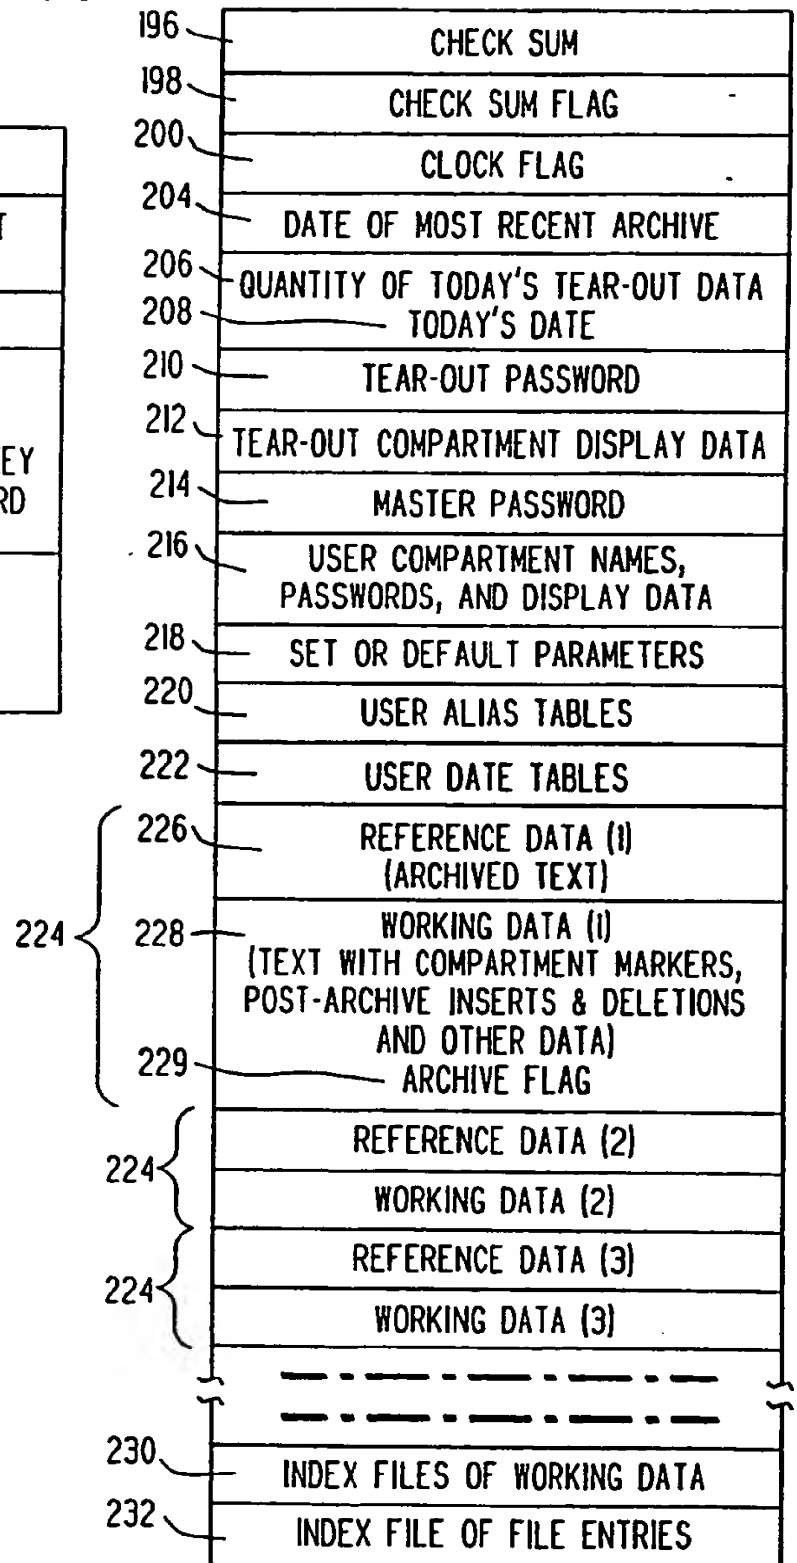 196 CHECK SUM
198 CHECK SUM FLAG
200 CLOCK FLAG
204 DATE OF MOST RECENT ARCHIVE
206 QUANTITY OF TODAY'S TEAR-OUT DATA
208 TODAY'S DATE
210 TEAR-OUT PASSWORD
212 TEAR-OUT COMPARTMENT DISPLAY DATA
214 MASTER PASSWORD
216 USER COMPARTMENT NAMES,
PASSWORDS, AND DISPLAY DATA
218 SET OR DEFAULT PARAMETERS
220 USER ALIAS TABLES
222 USER DATE TABLES
226 REFERENCE DATA (1)
(ARCHIVED TEXT)
224 228 WORKING DATA (1)
(TEXT WITH COMPARTMENT MARKERS,
POST-ARCHIVE INSERTS & DELETIONS
AND OTHER DATA)
229 ARCHIVE FLAG
224 REFERENCE DATA (2)
WORKING DATA (2)
224 REFERENCE DATA (3)
WORKING DATA (3)
230 INDEX FILES OF WORKING DATA
232 INDEX FILE OF FILE ENTRIES
T
EY
RD